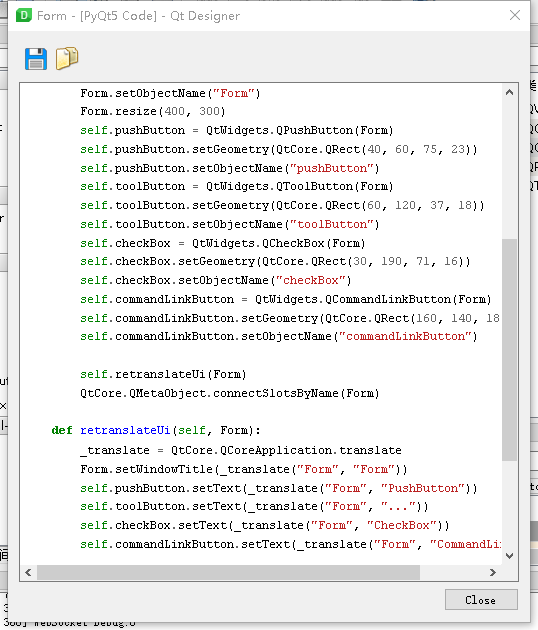 Form - [PyQt5 Code] - Qt Designer
Form.setObjectName("Form")
Form.resize(400, 300)
self.pushButton = QtWidgets.QPushButton(Form)
self.pushButton.setGeometry(QtCore.QRect(40, 60, 75, 23))
self.pushButton.setObjectName("pushButton")
self.toolButton = QtWidgets.QToolButton(Form)
self.toolButton.setGeometry(QtCore.QRect(60, 120, 37, 18))
self.toolButton.setObjectName("toolButton")
self.checkBox = QtWidgets.QCheckBox(Form)
self.checkBox.setGeometry(QtCore.QRect(30, 190, 71, 16))
self.checkBox.setObjectName("checkBox")
self.commandLinkButton = QtWidgets.QCommandLinkButton(Form)
self.commandLinkButton.setGeometry(QtCore.QRect(160, 140, 18
self.commandLinkButton.setObjectName("commandLinkButton")
self.retranslateUi(Form)
QtCore.QMetaObject.connectSlotsByName(Form)
def retranslateUi(self, Form):
_translate = QtCore.QCoreApplication.translate
Form.setWindowTitle(_translate("Form", "Form"))
self.pushButton.setText(_translate("Form", "PushButton"))
self.toolButton.setText(_translate("Form", "..."))
self.checkBox.setText(_translate("Form", "CheckBox"))
self.commandLinkButton.setText(_translate("Form", "CommandLi
Close